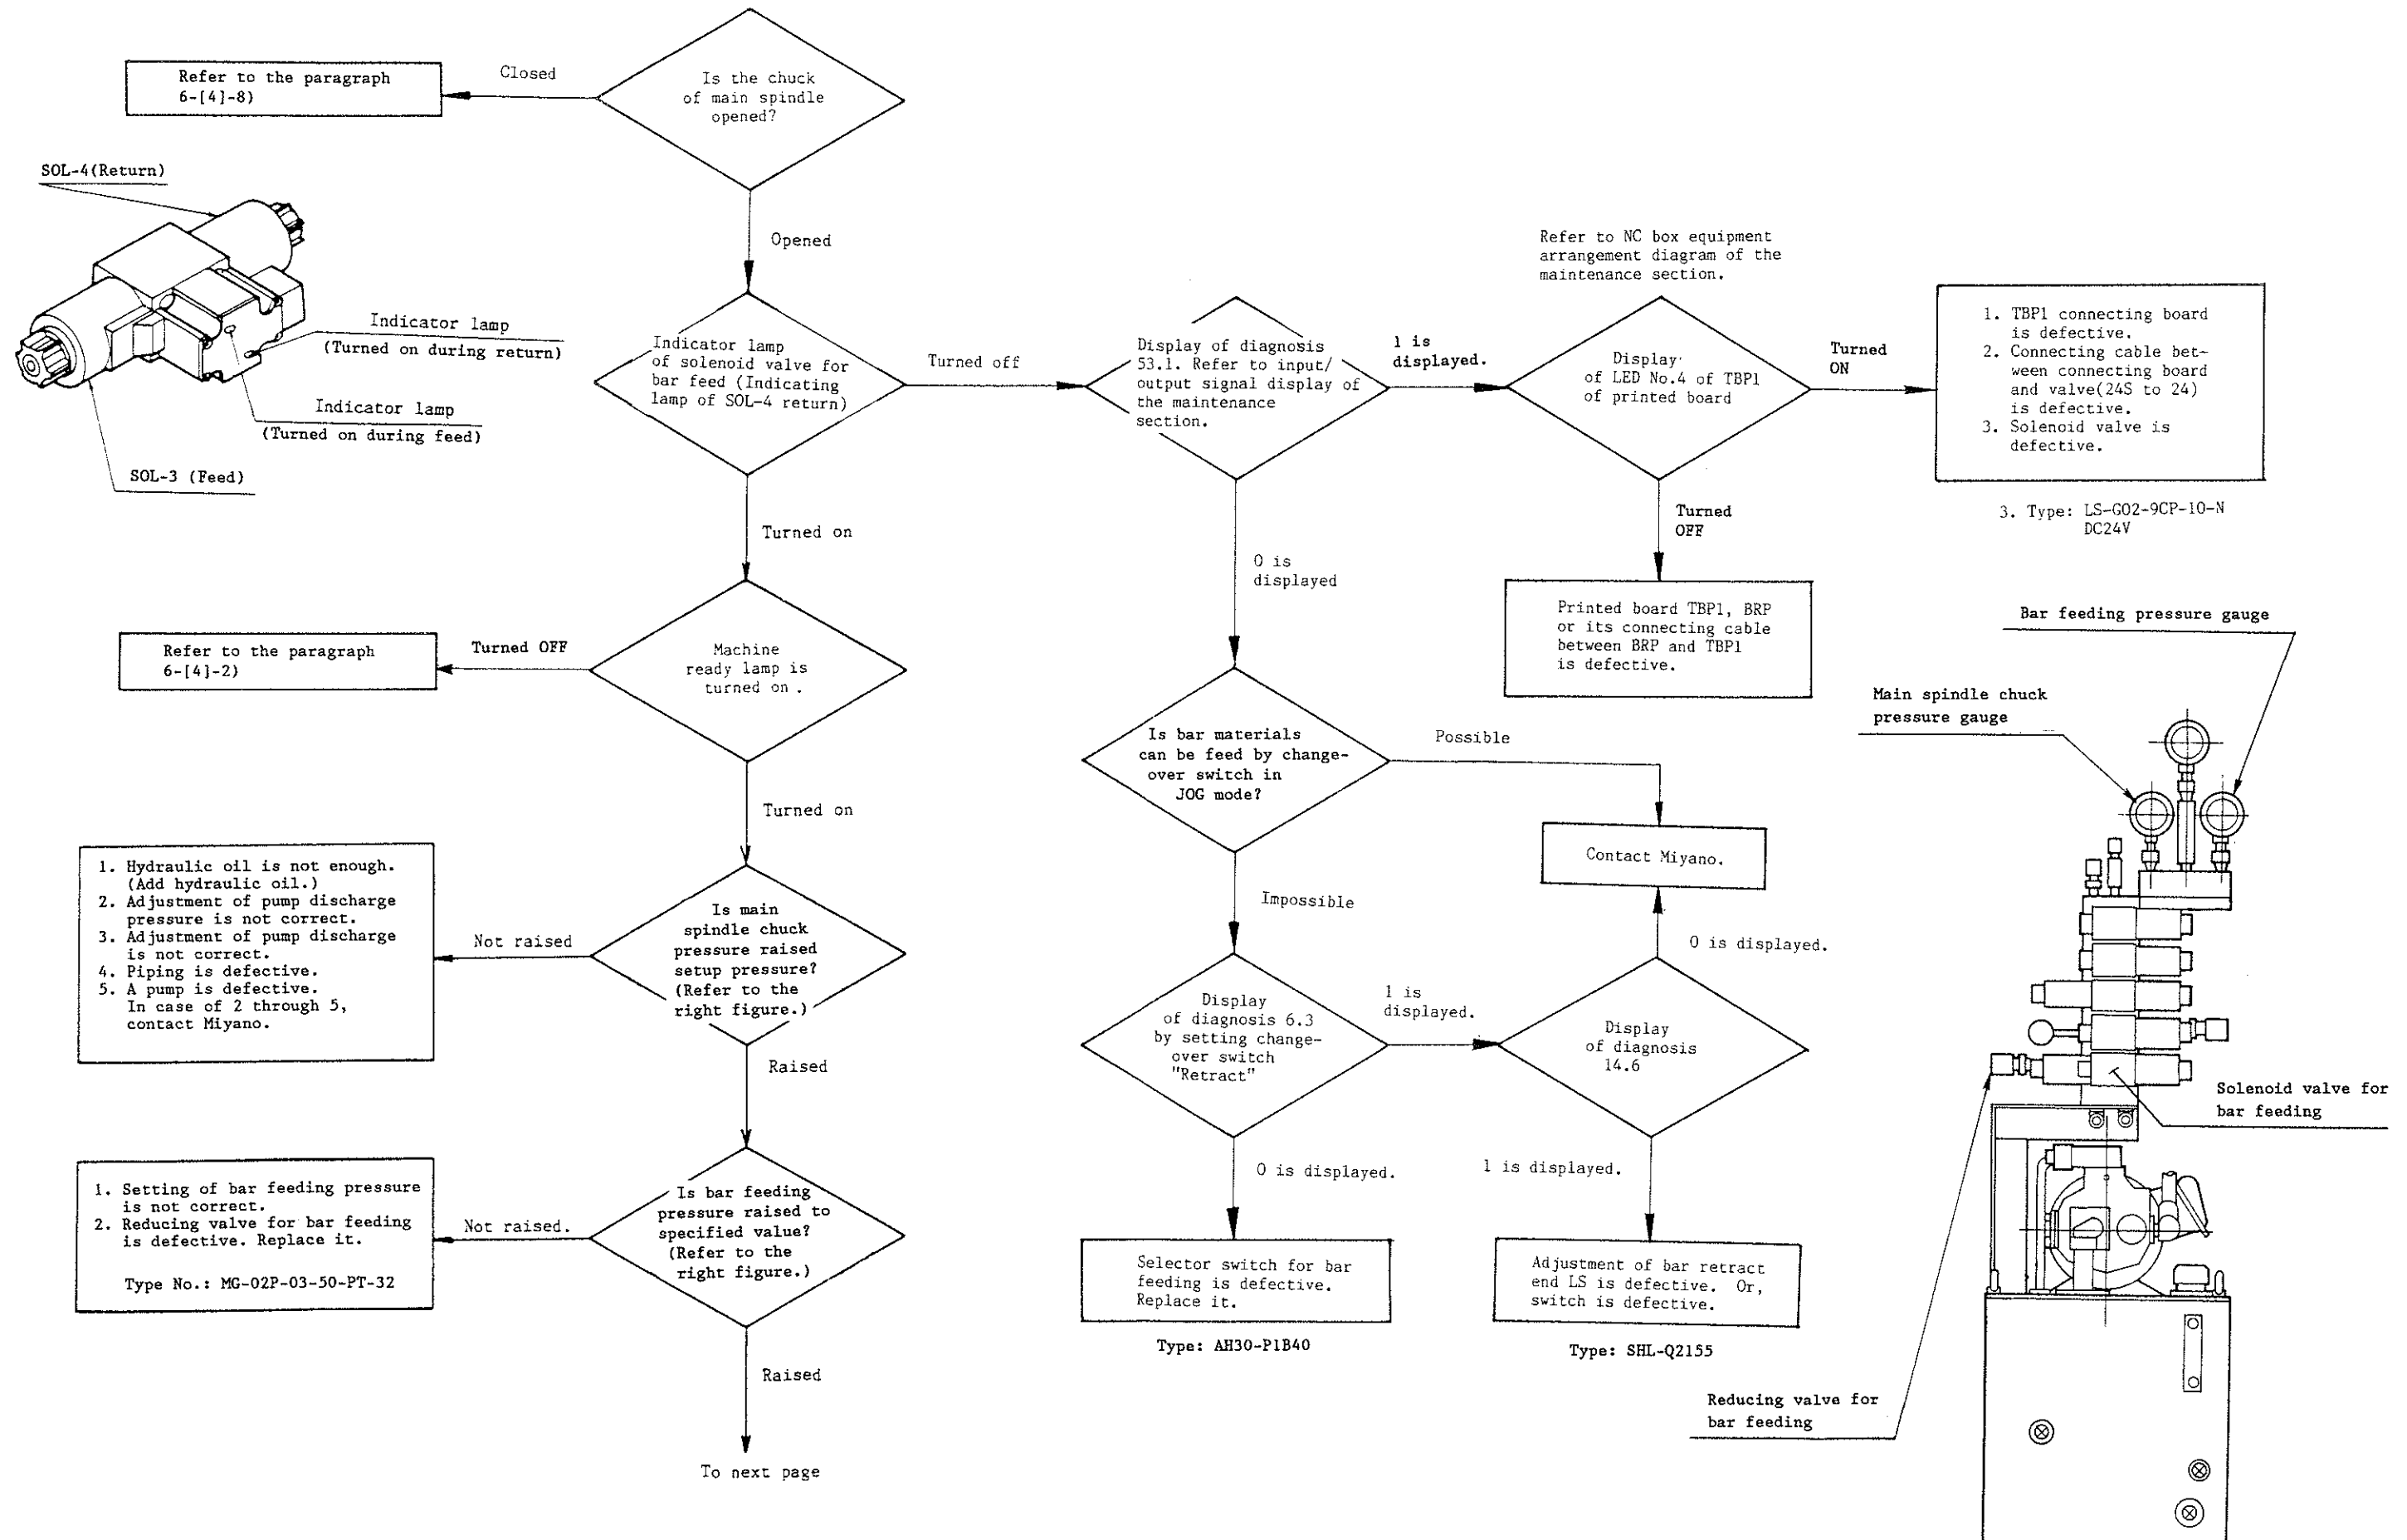 Is the chuck
of main spindle
opened?
Closed
Refer to the paragraph
6-[4]-8)
Opened
SOL-4(Return)
Indicator lamp
(Turned on during return)
Indicator lamp
(Turned on during feed)
SOL-3 (Feed)
Indicator lamp
of solenoid valve for
bar feed (Indicating
lamp of SOL-4 return)
Turned off
Display of diagnosis
53.1. Refer to input/
output signal display of
the maintenance
section.
1 is
displayed.
Refer to NC box equipment
arrangement diagram of the
maintenance section.
Display
of LED No.4 of TBP1
of printed board
Turned
ON
1. TBP1 connecting board
is defective.
2. Connecting cable bet-
ween connecting board
and valve(24S to 24)
is defective.
3. Solenoid valve is
defective.
3. Type: LS-G02-9CP-10-N
DC24V
Turned
OFF
Printed board TBP1, BRP
or its connecting cable
between BRP and TBP1
is defective.
Turned on
0 is
displayed
Machine
ready lamp is
turned on .
Turned OFF
Refer to the paragraph
6-[4]-2)
Turned on
Is bar materials
can be feed by change-
over switch in
JOG mode?
Possible
Contact Miyano.
Impossible
Is main
spindle chuck
pressure raised
setup pressure?
(Refer to the
right figure.)
Not raised
1. Hydraulic oil is not enough.
(Add hydraulic oil.)
2. Adjustment of pump discharge
pressure is not correct.
3. Adjustment of pump discharge
is not correct.
4. Piping is defective.
5. A pump is defective.
In case of 2 through 5,
contact Miyano.
Raised
Display
of diagnosis 6.3
by setting change-
over switch
"Retract"
1 is
displayed.
Display
of diagnosis
14.6
0 is displayed.
0 is displayed.
1 is displayed.
Is bar feeding
pressure raised to
specified value?
(Refer to the
right figure.)
Not raised.
1. Setting of bar feeding pressure
is not correct.
2. Reducing valve for bar feeding
is defective. Replace it.
Type No.: MG-02P-03-50-PT-32
Selector switch for bar
feeding is defective.
Replace it.
Type: AH30-P1B40
Adjustment of bar retract
end LS is defective. Or,
switch is defective.
Type: SHL-Q2155
Raised
To next page
Bar feeding pressure gauge
Main spindle chuck
pressure gauge
Solenoid valve for
bar feeding
Reducing valve for
bar feeding